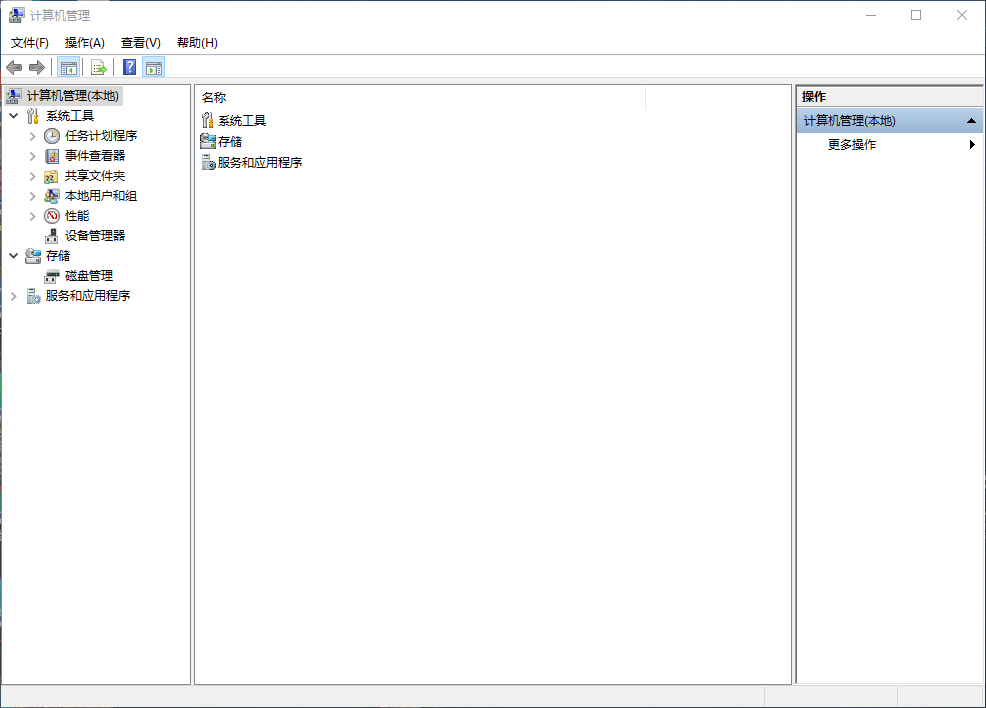 计算机管理
文件(F) 操作(A) 查看(V) 帮助(H)
计算机管理(本地)
系统工具
任务计划程序
事件查看器
共享文件夹
本地用户和组
性能
设备管理器
存储
磁盘管理
服务和应用程序
名称
系统工具
存储
服务和应用程序
操作
计算机管理(本地)
更多操作